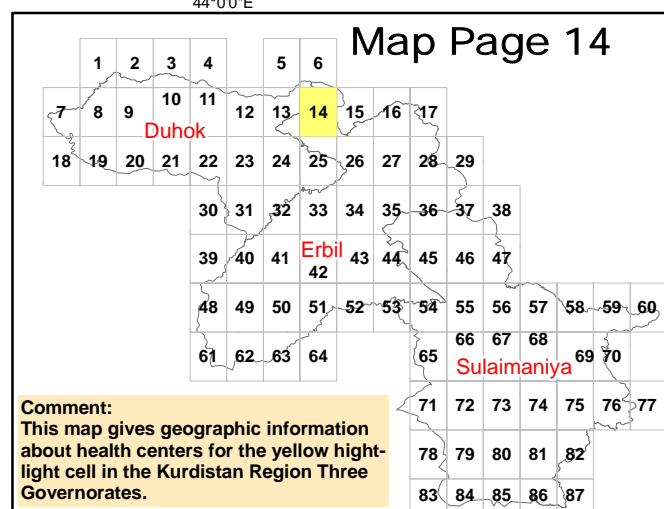 44°0'0"E
Map Page 14
1 2 3 4 5 6
7 8 9 10 11 12 13 14 15 16 17
Duhok
18 19 20 21 22 23 24 25 26 27 28 29
30 31 32 33 34 35 36 37 38
Erbil
39 40 41 42 43 44 45 46 47
48 49 50 51 52 53 54 55 56 57 58 59 60
61 62 63 64 65 66 67 68 69 70
Sulaimaniya
71 72 73 74 75 76 77
78 79 80 81 82
83 84 85 86 87
Comment:
This map gives geographic information
about health centers for the yellow hight-
light cell in the Kurdistan Region Three
Governorates.